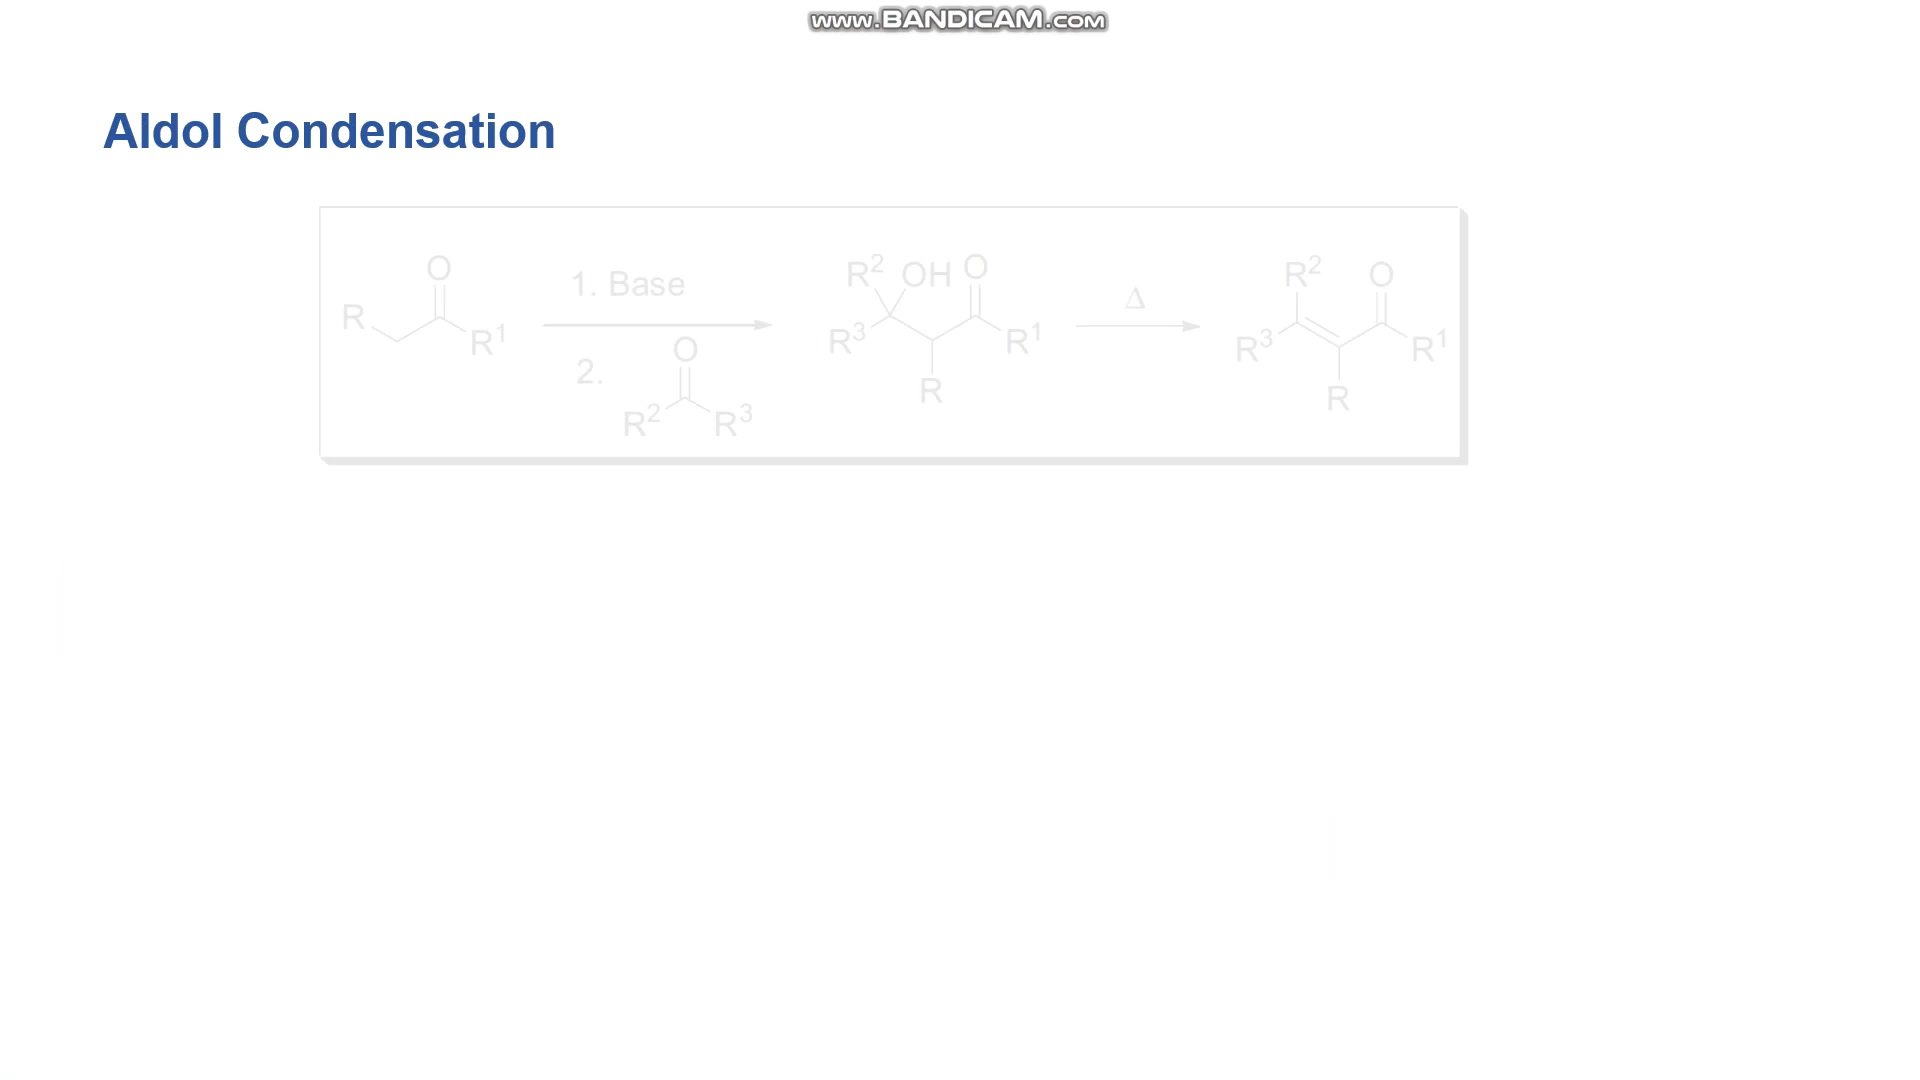 www.BANDICAM.com
Aldol Condensation
O
R
R1
1. Base
2.
O
R2
R3
R2 OH O
R3
R1
R
Δ
R2 O
R3
R1
R